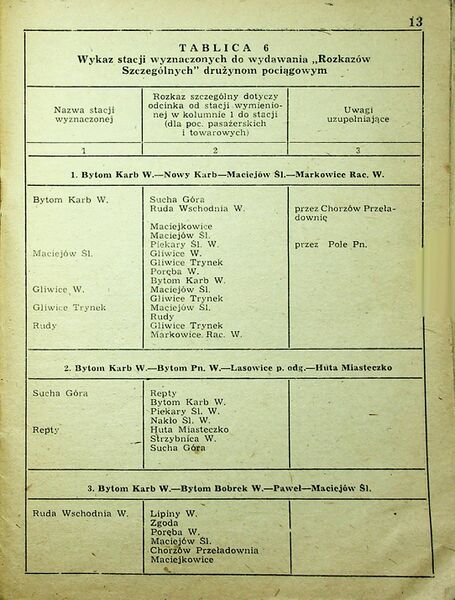 13
TABLICA 6
Wykaz stacji wyznaczonych do wydawania „Rozkazów
Szczególnych" drużynom pociągowym
Nazwa stacji
wyznaczonej
Rozkaz szczególny dotyczy
odcinka od stacji wymienio-
nej w kolumnie 1 do stacji
(dla poc. pasażerskich
i towarowych)
Uwagi
uzupełniające
1 2 3
1. Bytom Karb W.—Nowy Karb—Maciejów Śl.—Markowice Rac. W.
Bytom Karb W. Sucha Góra
Ruda Wschodnia W. przez Chorzów Przeła-
downię
Maciejkowice
Maciejów Śl.
Piekary Śl. W. przez Pole Pn.
Maciejów Śl. Gliwice W.
Gliwice Trynek
Poręba W.
Bytom Karb W.
Gliwice W. Maciejów Śl.
Gliwice Trynek
Gliwice Trynek Maciejów Śl.
Rudy
Rudy Gliwice Trynek
Markowice Rac. W.
2. Bytom Karb W.—Bytom Pn. W.—Lasowice p. odg.—Huta Miasteczko
Sucha Góra Repty
Bytom Karb W.
Piekary Śl. W.
Nakło Śl. W.
Repty Huta Miasteczko
Strzybnica W.
Sucha Góra
3. Bytom Karb W.—Bytom Bobrek W.—Paweł—Maciejów Śl.
Ruda Wschodnia W. Lipiny W.
Zgoda
Poręba W.
Maciejów Śl.
Chorzów Przeładownia
Maciejkowice